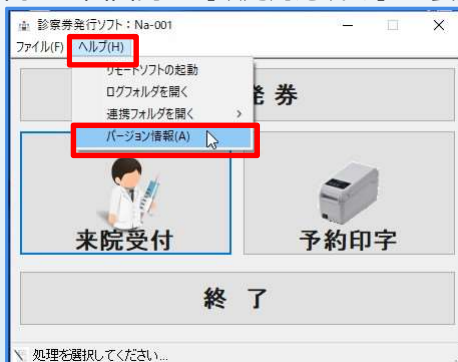 診察券発行ソフト：Na-001
ファイル(F) ヘルプ(H)
リモートソフトの起動
ログフォルダを開く
連携フォルダを開く
バージョン情報(A)
券
来院受付
予約印字
終 了
処理を選択してください...